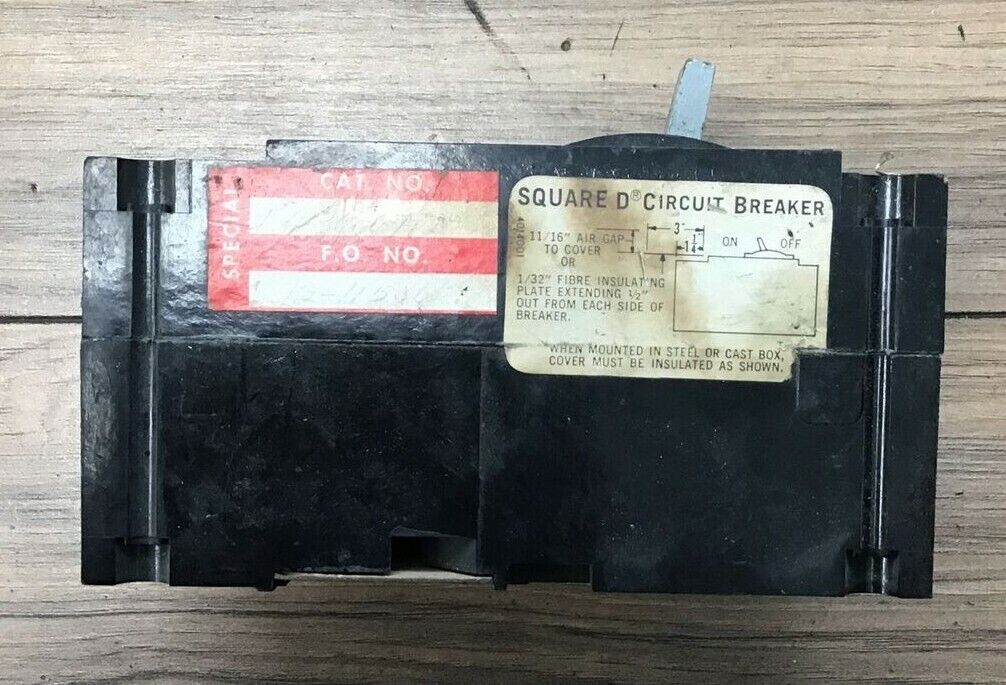 SPECIAL
CAT. NO.
F.O. NO.
SQUARE D® CIRCUIT BREAKER
11/16" AIR GAP
TO COVER
OR
1/32" FIBRE INSULATING
PLATE EXTENDING ½"
OUT FROM EACH SIDE OF
BREAKER.
3"
ON OFF
WHEN MOUNTED IN STEEL OR CAST BOX,
COVER MUST BE INSULATED AS SHOWN.